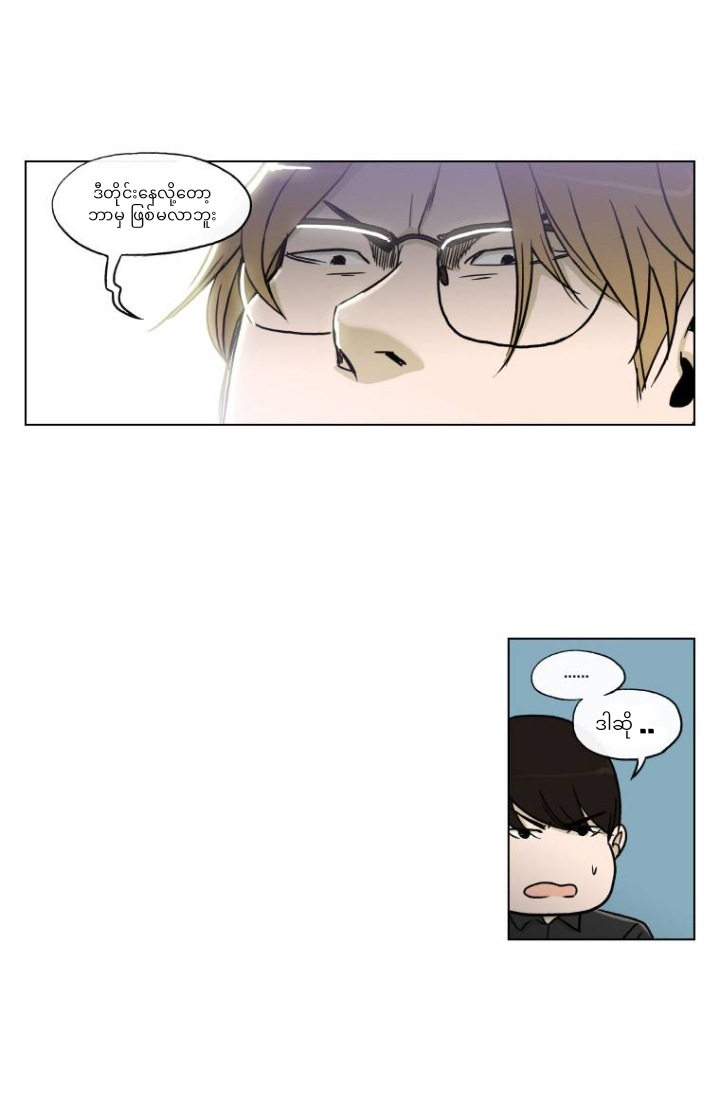 ဒီတိုင်းနေလို့တော့
ဘာမှ ဖြစ်မလာဘူး
......
ဒါဆို ..